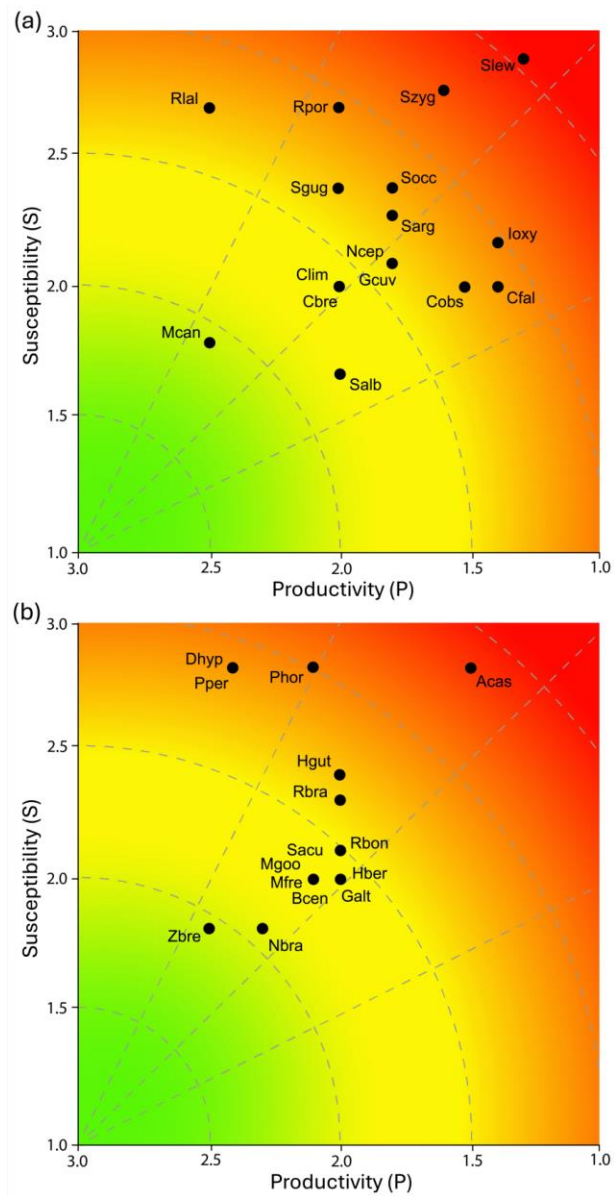 (a)
3.0
Slew
Szyg
Rlal
Rpor
2.5
Sgug
Socc
Sarg
Ioxy
Ncep
Gcuv
Clim
Cbre
2.0
Cobs
Cfal
Mcan
Salb
1.5
1.0
Susceptibility (S)
3.0 2.5 2.0 1.5 1.0
Productivity (P)
(b)
3.0
Dhyp
Pper
Phor
Acas
2.5
Hgut
Rbra
Sacu
Rbon
Mgoo
Mfre
Hber
Bcen
Galt
2.0
Zbre
Nbra
1.5
1.0
Susceptibility (S)
3.0 2.5 2.0 1.5 1.0
Productivity (P)